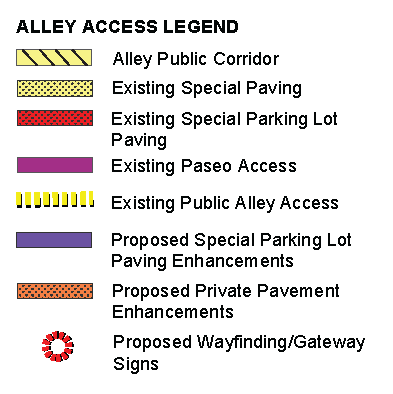 ALLEY ACCESS LEGEND
Alley Public Corridor
Existing Special Paving
Existing Special Parking Lot
Paving
Existing Paseo Access
Existing Public Alley Access
Proposed Special Parking Lot
Paving Enhancements
Proposed Private Pavement
Enhancements
Proposed Wayfinding/Gateway
Signs